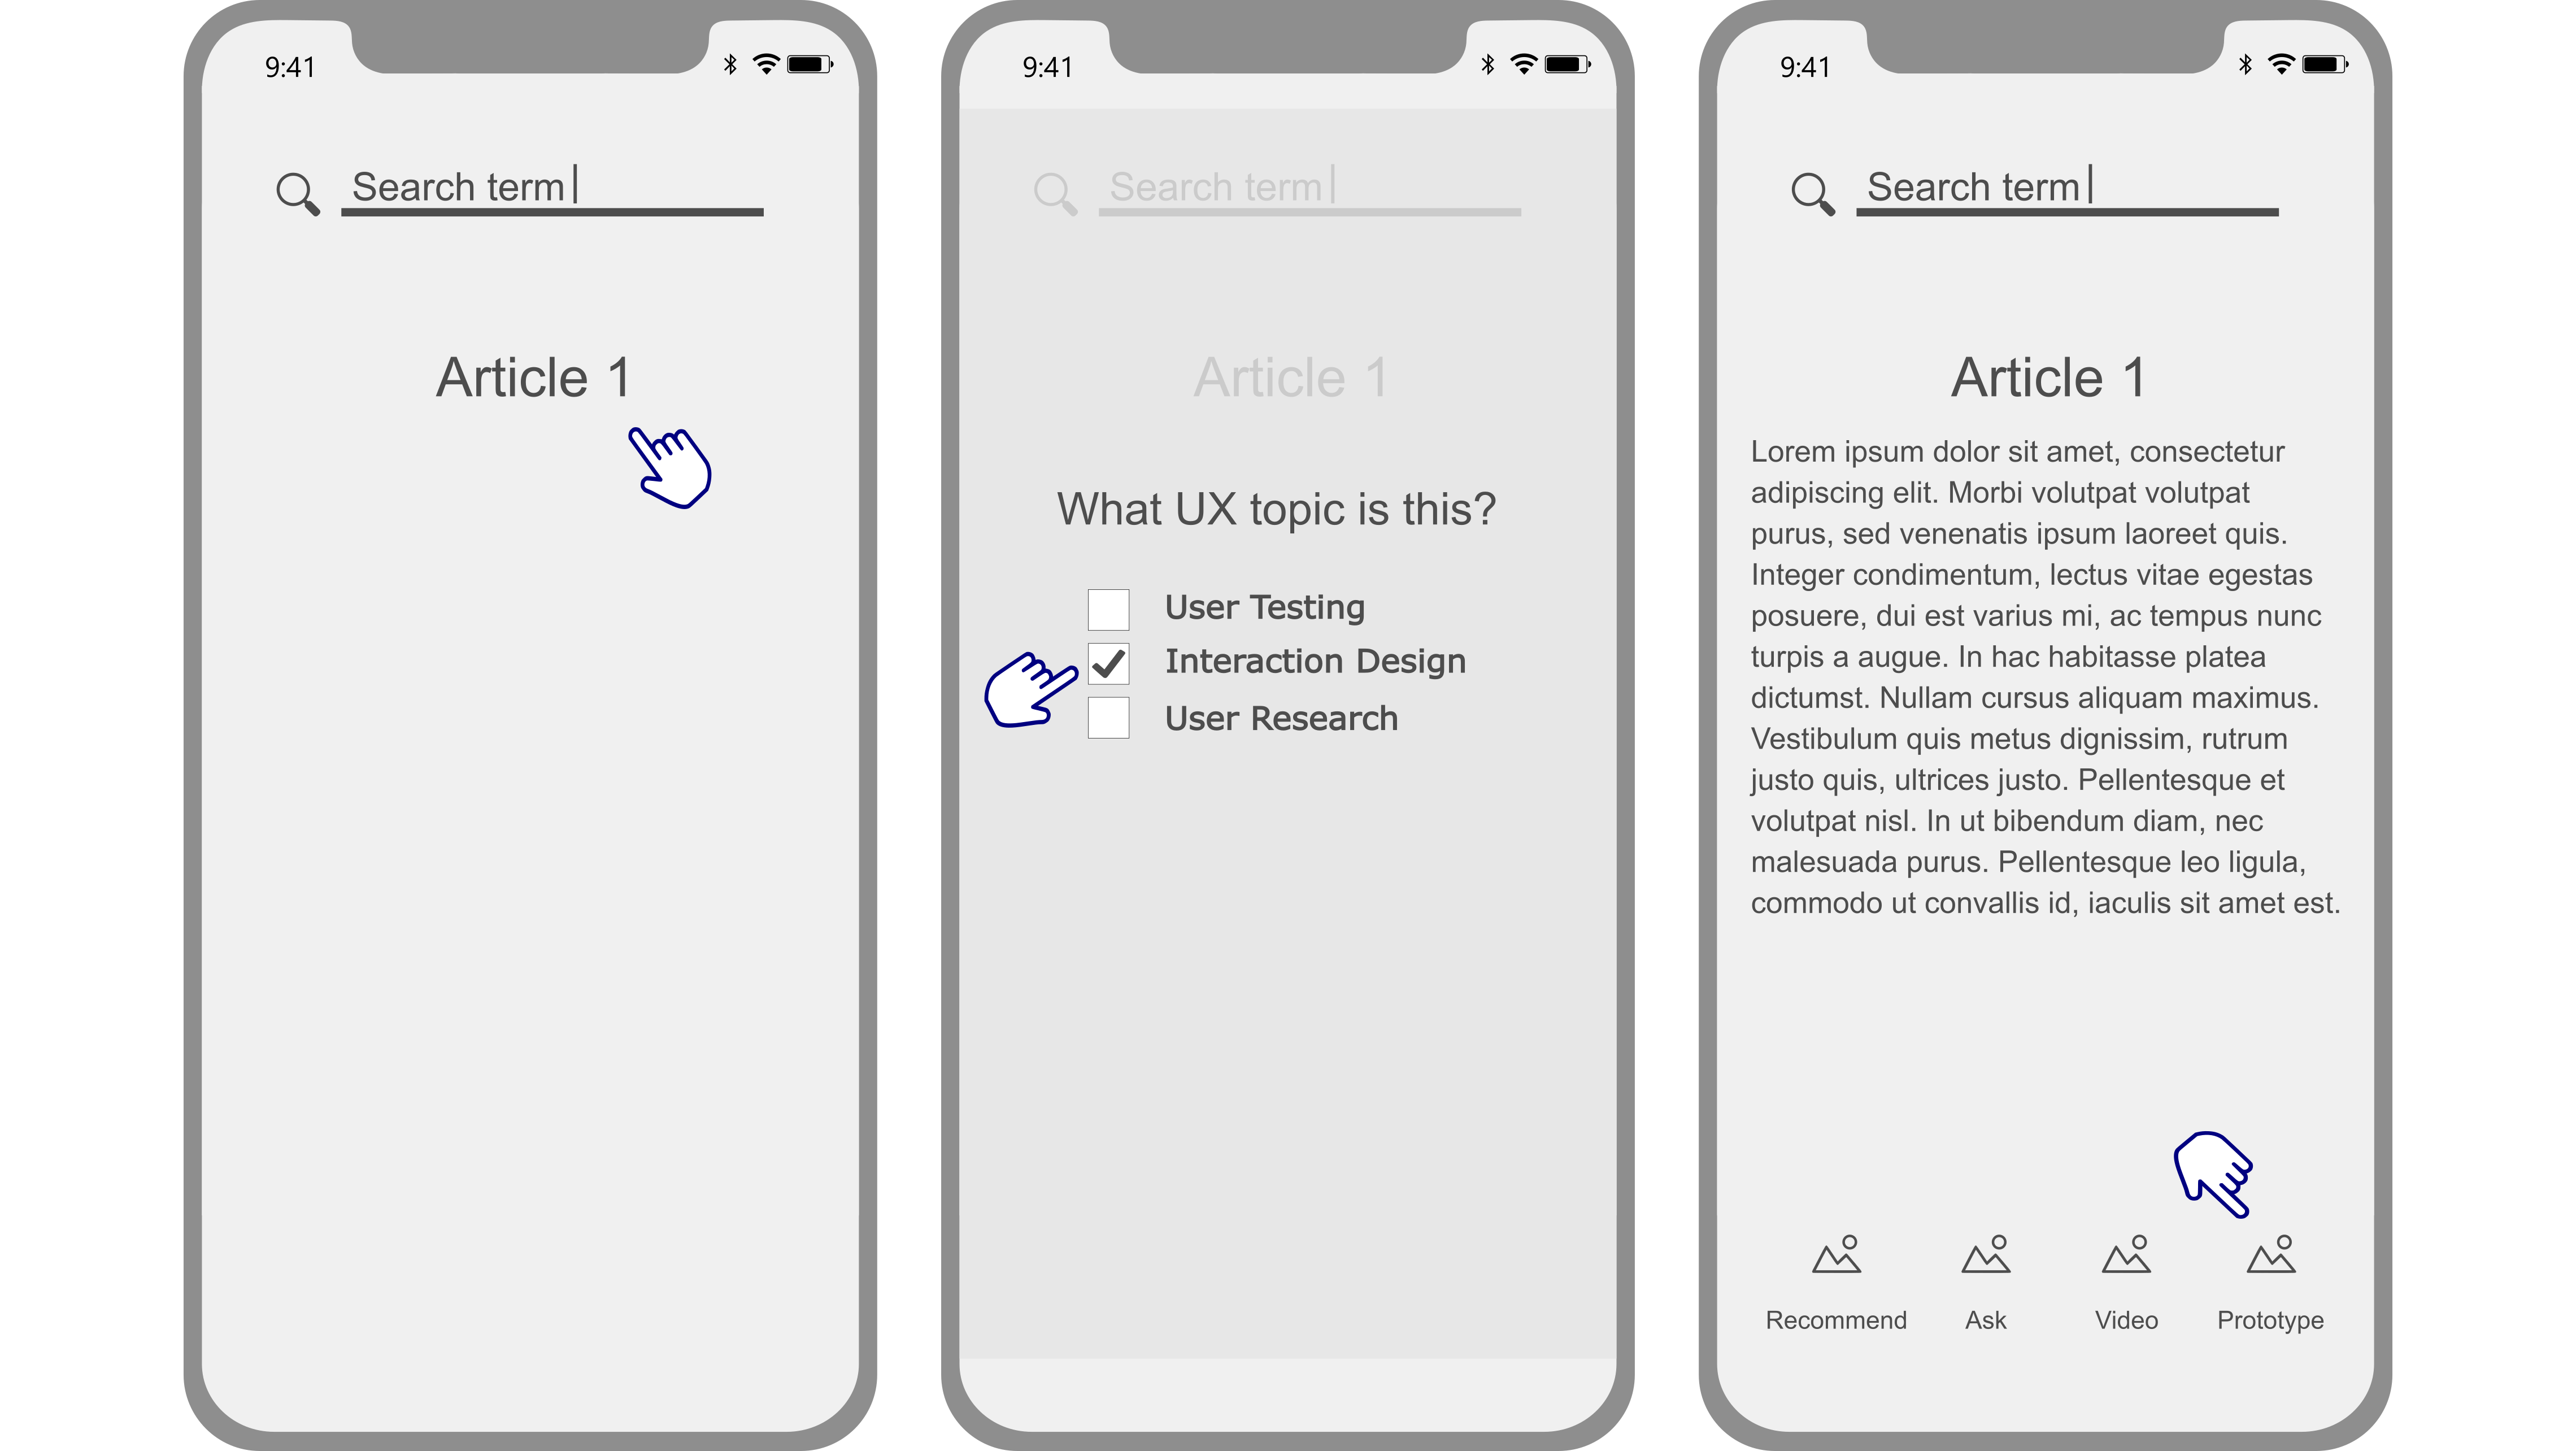 9:41
Search term
Article 1
9:41
Search term
Article 1
What UX topic is this?
User Testing
Interaction Design
User Research
9:41
Search term
Article 1
Lorem ipsum dolor sit amet, consectetur
adipiscing elit. Morbi volutpat volutpat
purus, sed venenatis ipsum laoreet quis.
Integer condimentum, lectus vitae egestas
posuere, dui est varius mi, ac tempus nunc
turpis a augue. In hac habitasse platea
dictumst. Nullam cursus aliquam maximus.
Vestibulum quis metus dignissim, rutrum
justo quis, ultrices justo. Pellentesque et
volutpat nisl. In ut bibendum diam, nec
malesuada purus. Pellentesque leo ligula,
commodo ut convallis id, iaculis sit amet est.
Recommend Ask Video Prototype